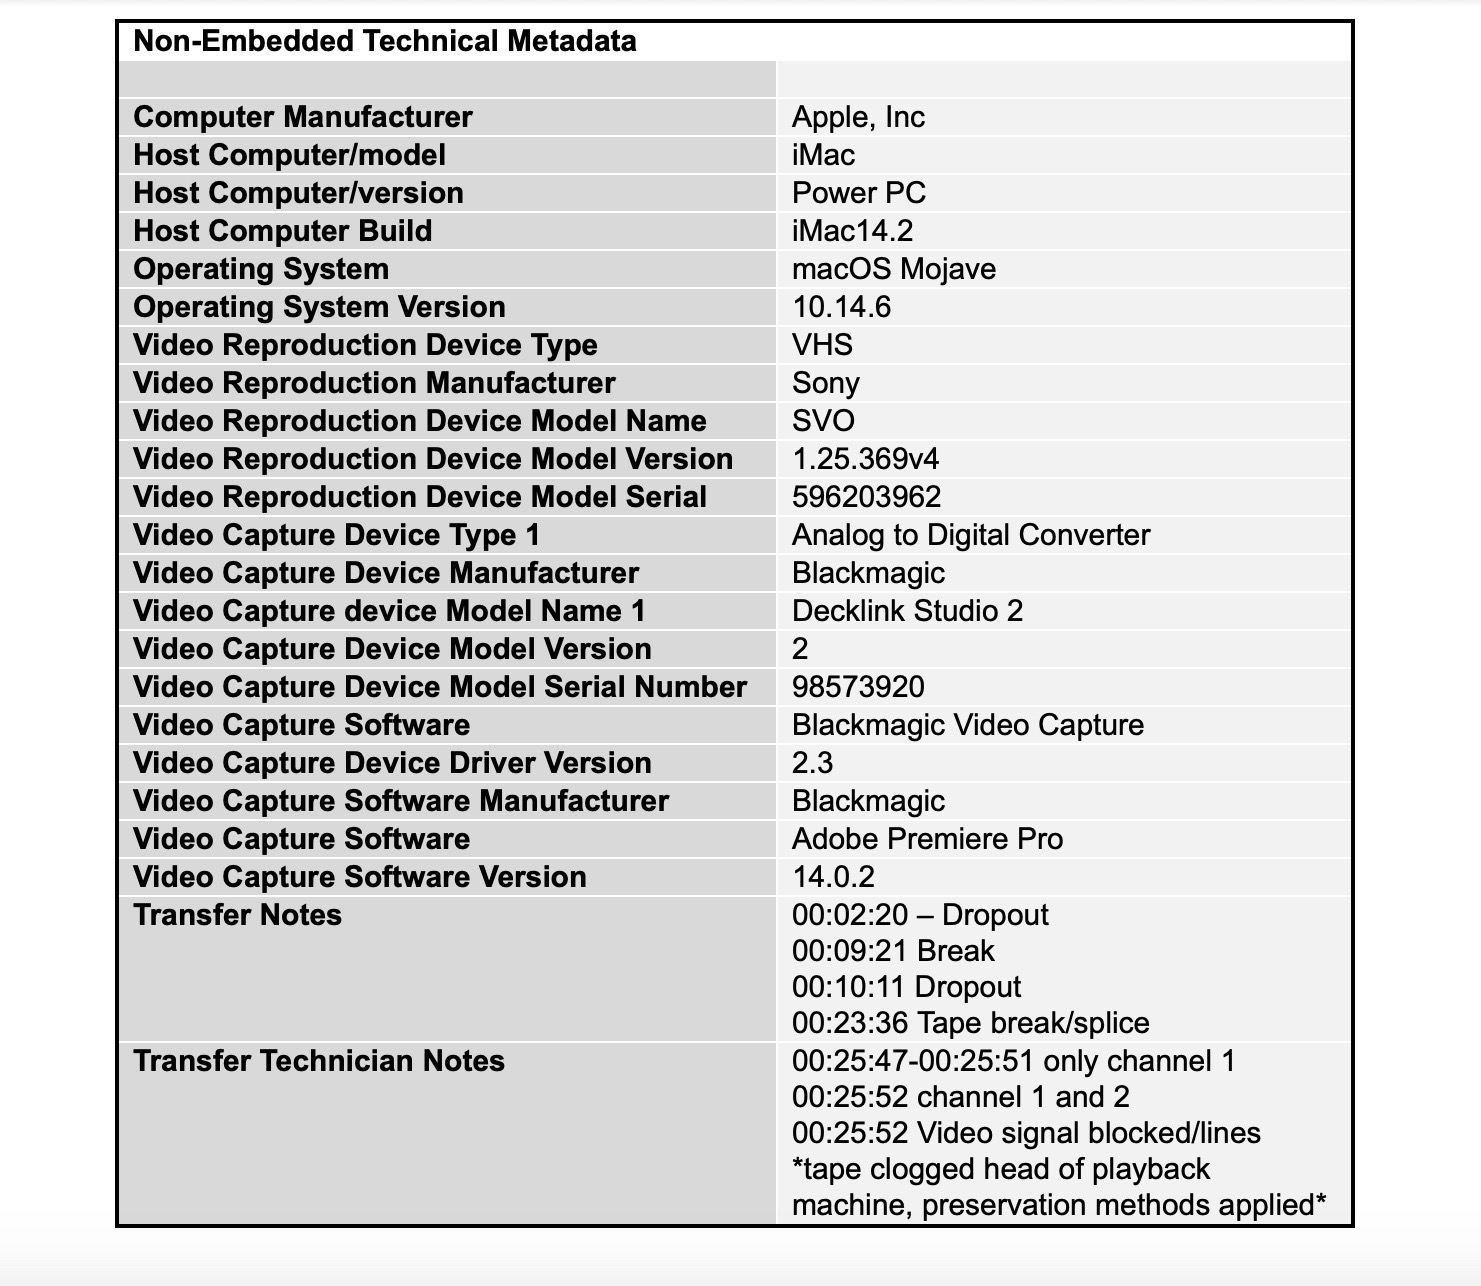 Non-Embedded Technical Metadata
Computer Manufacturer Apple, Inc
Host Computer/model iMac
Host Computer/version Power PC
Host Computer Build iMac14.2
Operating System macOS Mojave
Operating System Version 10.14.6
Video Reproduction Device Type VHS
Video Reproduction Manufacturer Sony
Video Reproduction Device Model Name SVO
Video Reproduction Device Model Version 1.25.369v4
Video Reproduction Device Model Serial 596203962
Video Capture Device Type 1 Analog to Digital Converter
Video Capture Device Manufacturer Blackmagic
Video Capture device Model Name 1 Decklink Studio 2
Video Capture Device Model Version 2
Video Capture Device Model Serial Number 98573920
Video Capture Software Blackmagic Video Capture
Video Capture Device Driver Version 2.3
Video Capture Software Manufacturer Blackmagic
Video Capture Software Adobe Premiere Pro
Video Capture Software Version 14.0.2
Transfer Notes 00:02:20 – Dropout
00:09:21 Break
00:10:11 Dropout
00:23:36 Tape break/splice
Transfer Technician Notes 00:25:47-00:25:51 only channel 1
00:25:52 channel 1 and 2
00:25:52 Video signal blocked/lines
*tape clogged head of playback
machine, preservation methods applied*